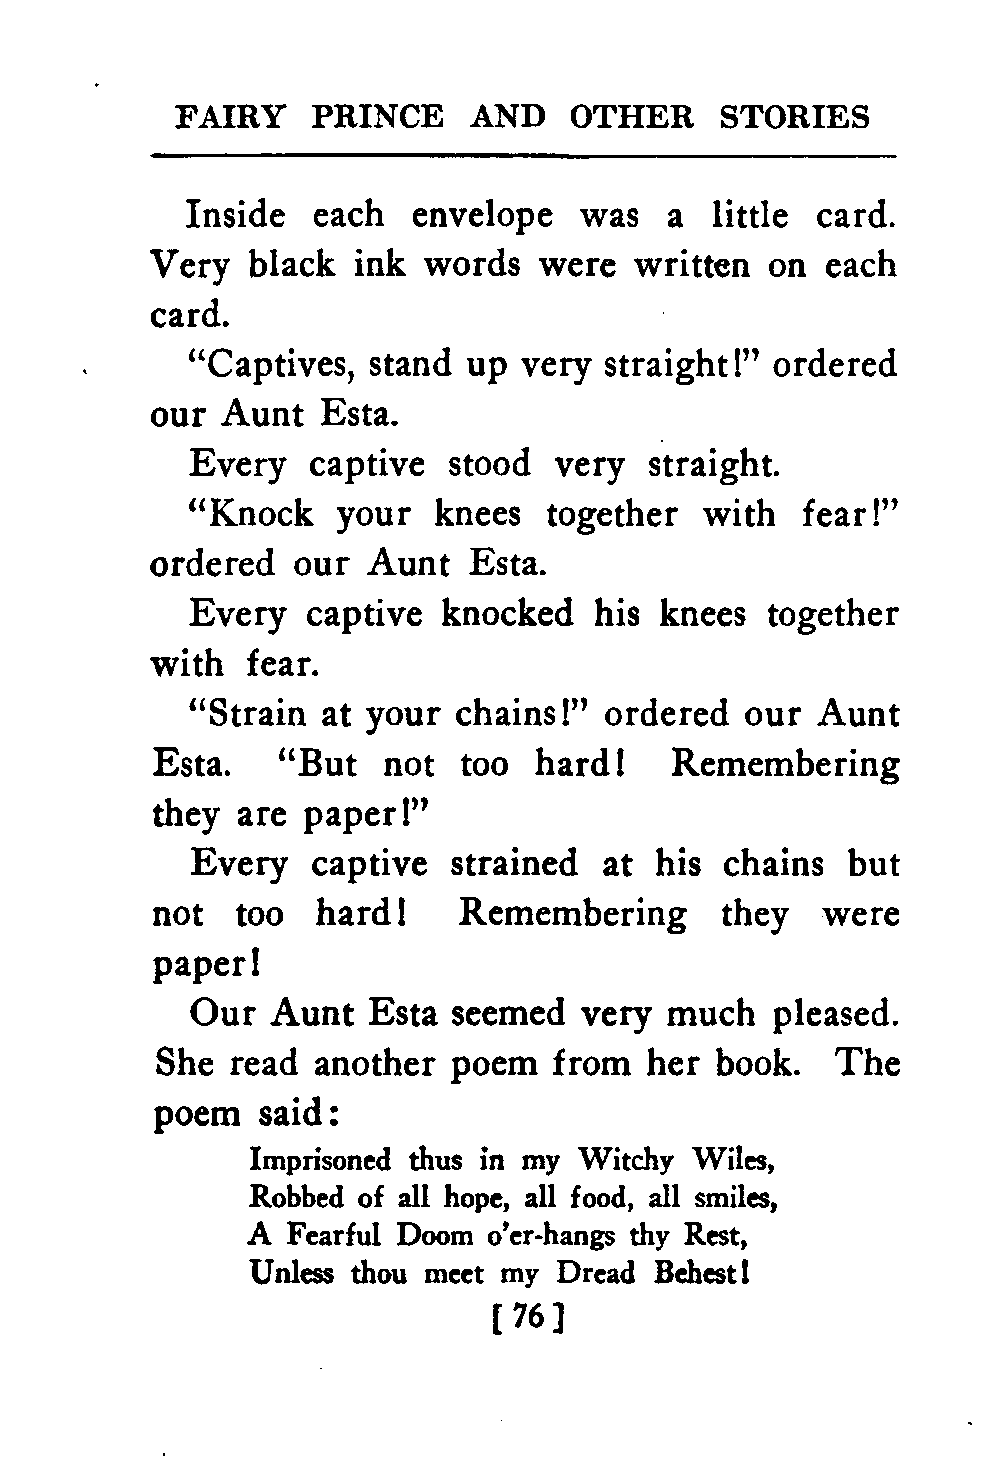 FAIRY PRINCE AND OTHER STORIES
Inside each envelope was a little card.
Very black ink words were written on each
card.
"Captives, stand up very straight!" ordered
our Aunt Esta.
Every captive stood very straight.
"Knock your knees together with fear!"
ordered our Aunt Esta.
Every captive knocked his knees together
with fear.
"Strain at your chains!" ordered our Aunt
Esta. "But not too hard! Remembering
they are paper!"
Every captive strained at his chains but
not too hard! Remembering they were
paper!
Our Aunt Esta seemed very much pleased.
She read another poem from her book. The
poem said:
Imprisoned thus in my Witchy Wiles,
Robbed of all hope, all food, all smiles,
A Fearful Doom o'er-hangs thy Rest,
Unless thou meet my Dread Behest!
[ 76 ]